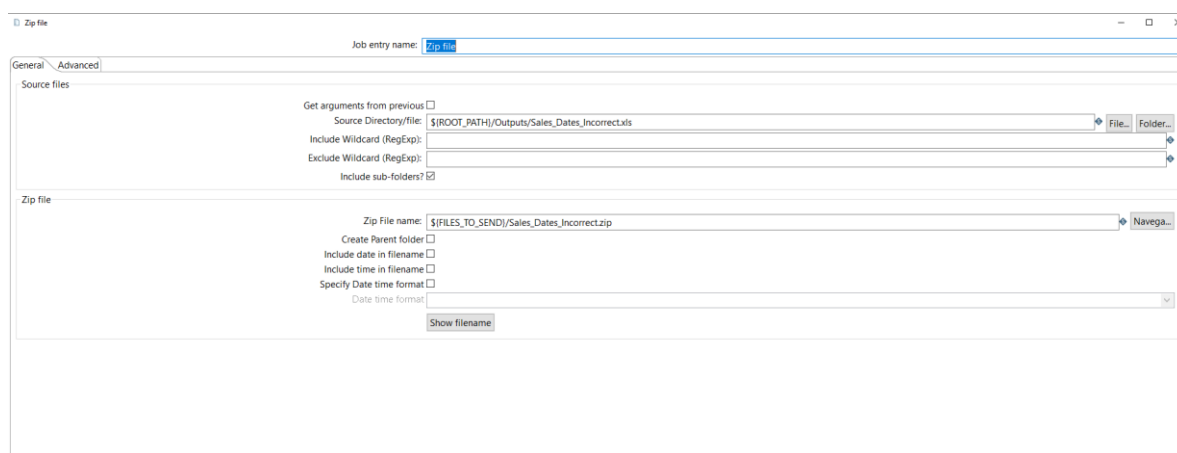 Zip file
Job entry name: Zip file
General Advanced
Source files
Get arguments from previous
Source Directory/file: ${ROOT_PATH}/Outputs/Sales_Dates_Incorrect.xls File... Folder...
Include Wildcard (RegExp):
Exclude Wildcard (RegExp):
Include sub-folders?
Zip file
Zip File name: ${FILES_TO_SEND}/Sales_Dates_Incorrect.zip Navega...
Create Parent folder
Include date in filename
Include time in filename
Specify Date time format
Date time format
Show filename